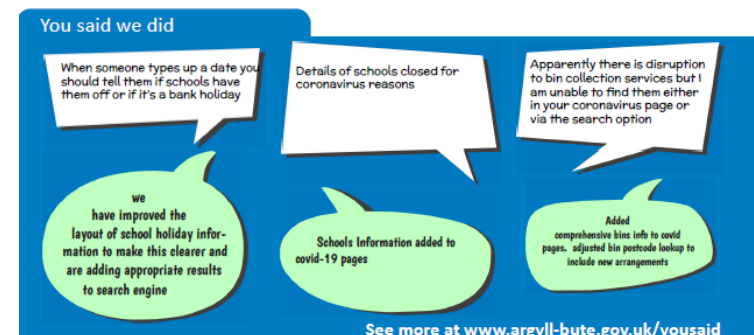 You said we did
When someone types up a date you
should tell them if schools have
them off or if it's a bank holiday
Details of schools closed for
coronavirus reasons
Apparently there is disruption
to bin collection services but I
am unable to find them either
in your coronavirus page or
via the search option
we
have improved the
layout of school holiday infor-
mation to make this clearer and
are adding appropriate results
to search engine
Schools Information added to
covid-19 pages
Added
comprehensive bins info to covid
pages. adjusted bin postcode lookup to
include new arrangements
See more at www.argyll-bute.gov.uk/yousaid